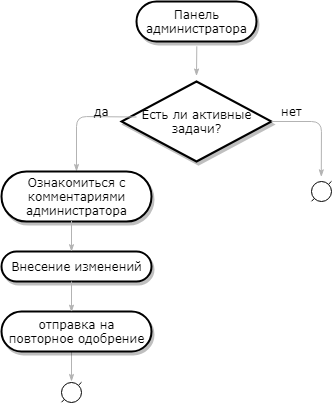 Панель
администратора
Есть ли активные
задачи?
да
нет
Ознакомиться с
комментариями
администратора
Внесение изменений
отправка на
повторное одобрение